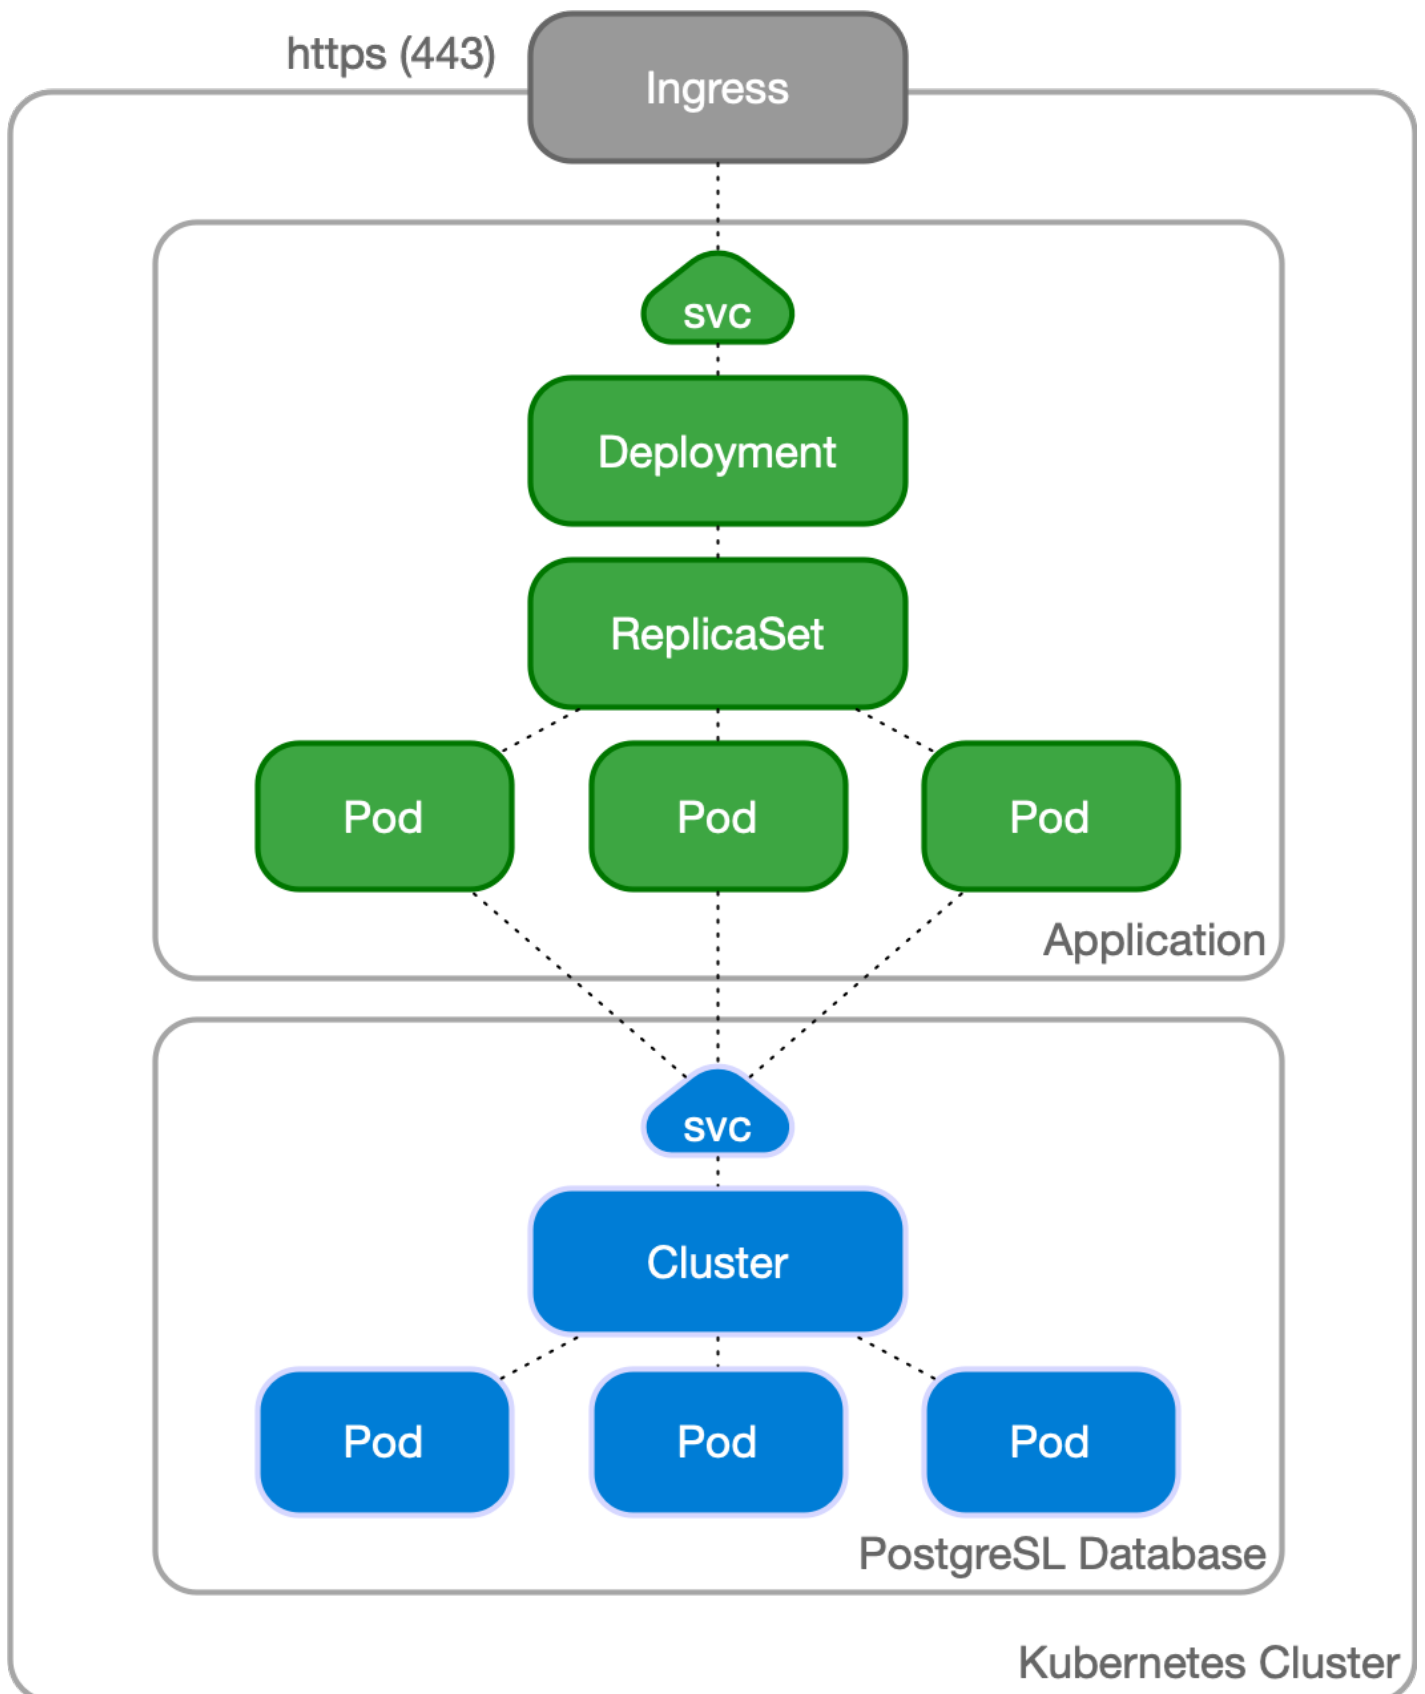 https (443)
Ingress
svc
Deployment
ReplicaSet
Pod
Pod
Pod
Application
svc
Cluster
Pod
Pod
Pod
PostgreSL Database
Kubernetes Cluster